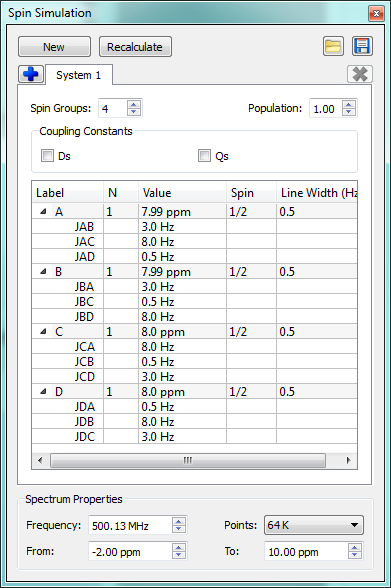 Spin Simulation
New Recalculate
System 1
Spin Groups: 4 Population: 1.00
Coupling Constants
Ds Qs
Label N Value Spin Line Width (Hz
A 1 7.99 ppm 1/2 0.5
JAB 3.0 Hz
JAC 8.0 Hz
JAD 0.5 Hz
B 1 7.99 ppm 1/2 0.5
JBA 3.0 Hz
JBC 0.5 Hz
JBD 8.0 Hz
C 1 8.0 ppm 1/2 0.5
JCA 8.0 Hz
JCB 0.5 Hz
JCD 3.0 Hz
D 1 8.0 ppm 1/2 0.5
JDA 0.5 Hz
JDB 8.0 Hz
JDC 3.0 Hz
Spectrum Properties
Frequency: 500.13 MHz Points: 64 K
From: -2.00 ppm To: 10.00 ppm